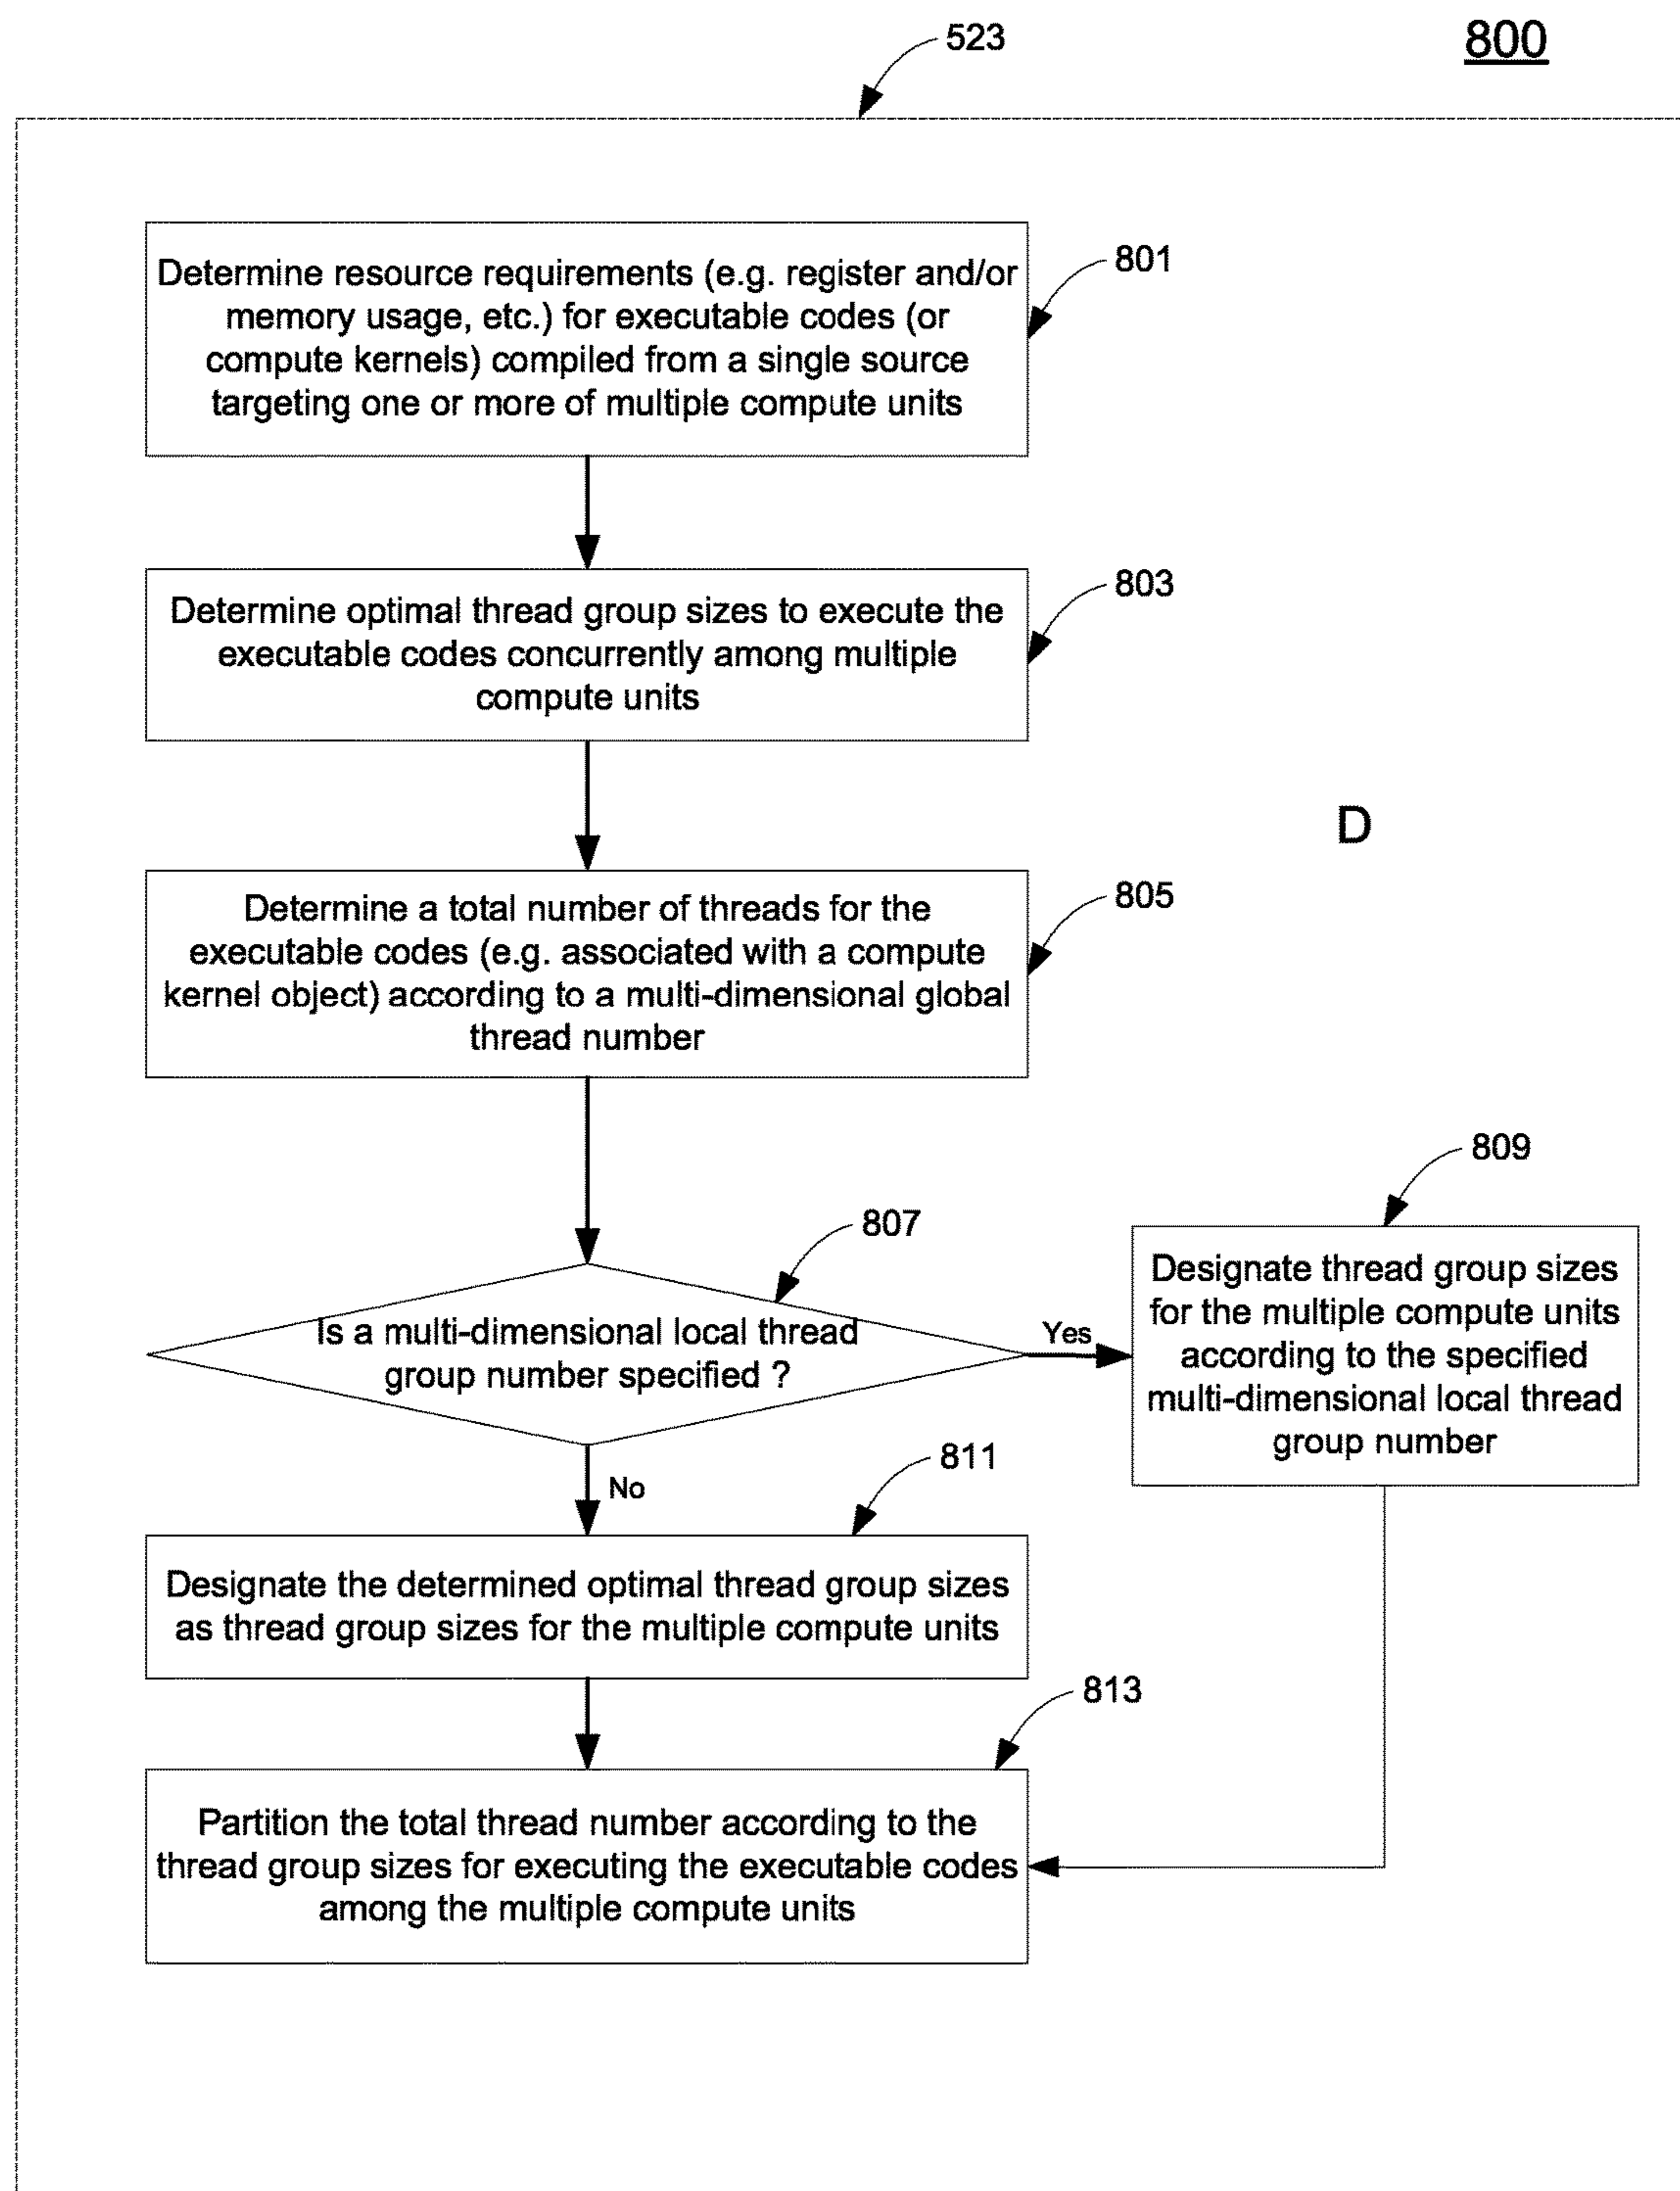 523
800
Determine resource requirements (e.g. register and/or
memory usage, etc.) for executable codes (or
compute kernels) compiled from a single source
targeting one or more of multiple compute units
801
Determine optimal thread group sizes to execute the
executable codes concurrently among multiple
compute units
803
D
Determine a total number of threads for the
executable codes (e.g. associated with a compute
kernel object) according to a multi-dimensional global
thread number
805
807
Is a multi-dimensional local thread
group number specified ?
Yes
809
Designate thread group sizes
for the multiple compute units
according to the specified
multi-dimensional local thread
group number
No
811
Designate the determined optimal thread group sizes
as thread group sizes for the multiple compute units
813
Partition the total thread number according to the
thread group sizes for executing the executable codes
among the multiple compute units